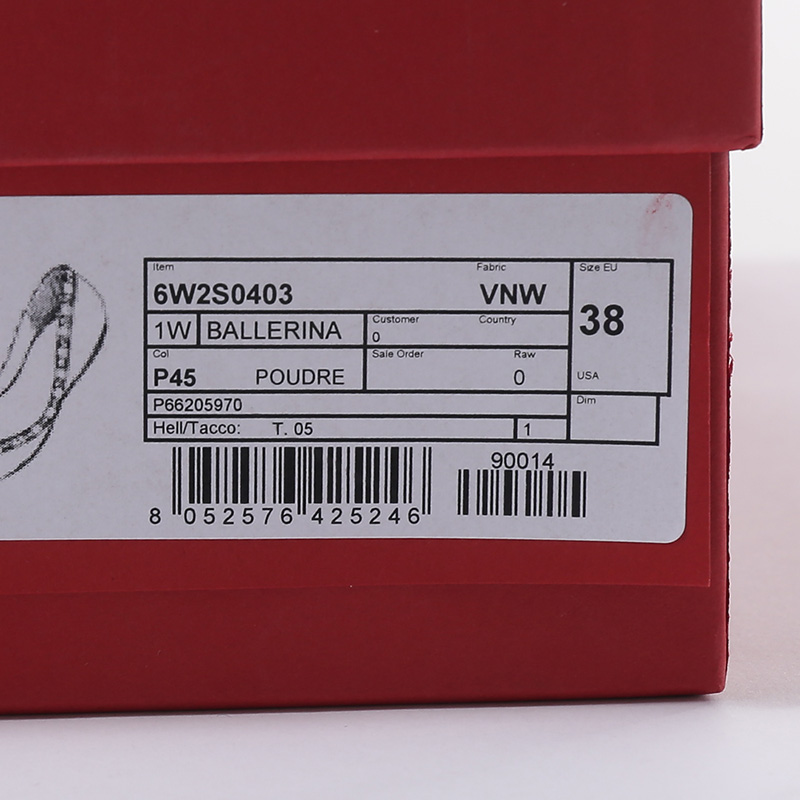 Item Fabric Size EU
6W2S0403 VNW 38
1W BALLERINA Customer Country
0
Col Sale Order Raw
P45 POUDRE 0 USA
P66205970 Dim
Hell/Tacco: T. 05 1
90014
8 052576 425246